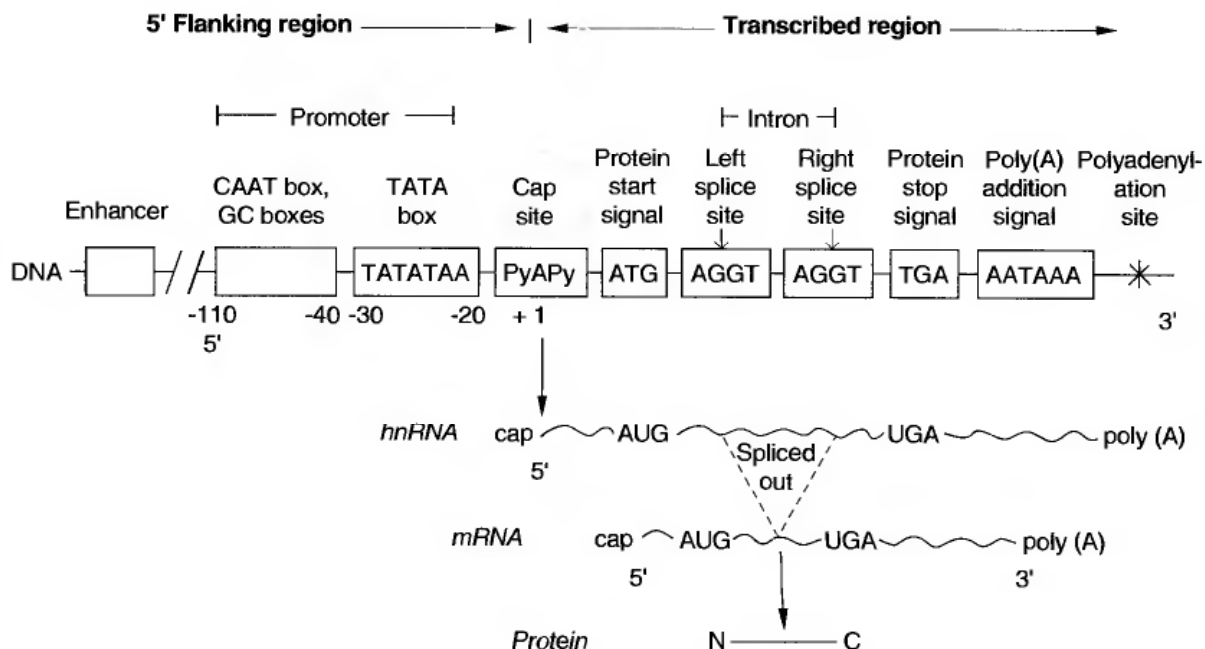 5' Flanking region | Transcribed region
Promoter Intron
Enhancer
CAAT box,
GC boxes
TATA
box
Cap
site
Protein
start
signal
Left
splice
site
Right
splice
site
Protein
stop
signal
Poly(A)
addition
signal
Polyadenyl-
ation
site
DNA TATATAA PyAPy ATG AGGT AGGT TGA AATAAA
-110 -40 -30 -20 + 1
5' 3'
hnRNA cap AUG UGA poly (A)
5'
Spliced
out
mRNA cap AUG UGA poly (A)
5' 3'
Protein N C